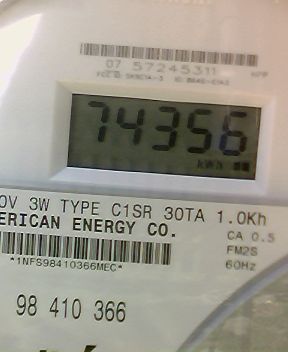 07 57245311
74356
kWh
0V 3W TYPE C1SR 30TA 1.0Kh
ERICAN ENERGY CO.
CA 0.5
FM2S
*1NFS98410366MEC*
60Hz
98 410 366